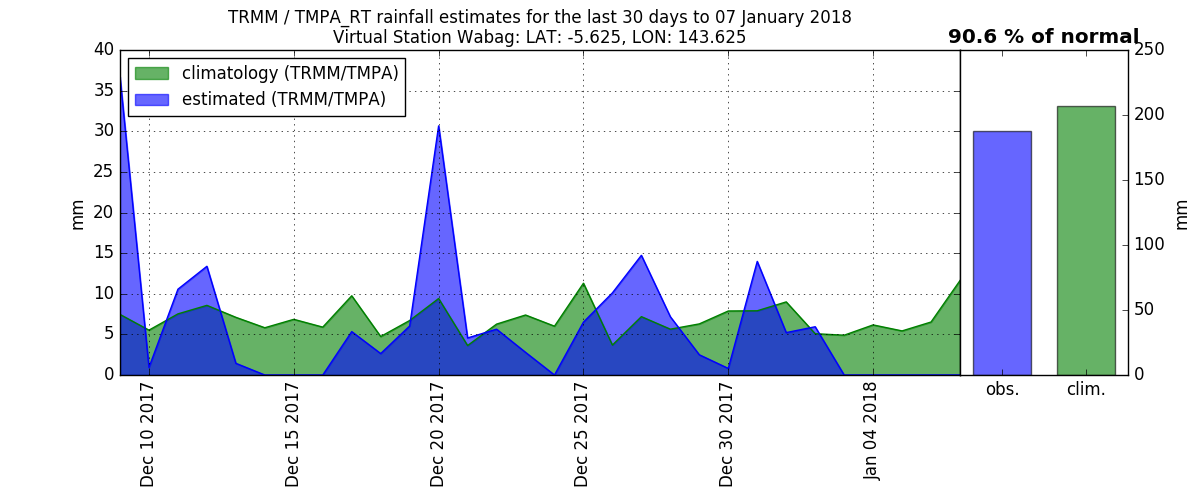 TRMM / TMPA_RT rainfall estimates for the last 30 days to 07 January 2018
Virtual Station Wabag: LAT: -5.625, LON: 143.625
90.6 % of normal
climatology (TRMM/TMPA)
estimated (TRMM/TMPA)
40
35
30
25
20
15
10
5
0
mm
Dec 10 2017
Dec 15 2017
Dec 20 2017
Dec 25 2017
Dec 30 2017
Jan 04 2018
obs.
clim.
250
200
150
100
50
0
mm